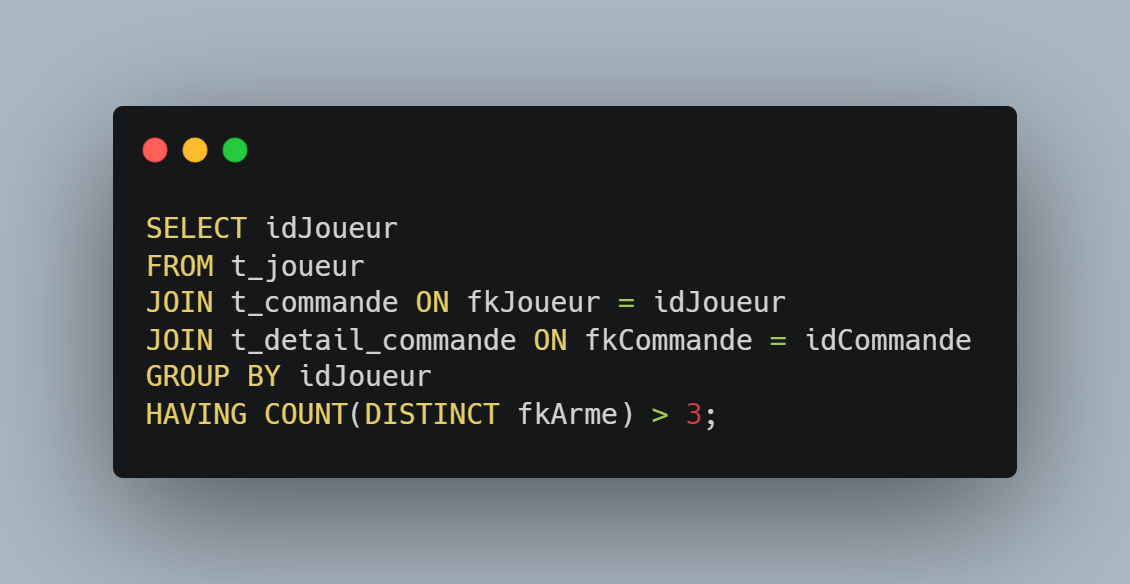 SELECT idJoueur
FROM t_joueur
JOIN t_commande ON fkJoueur = idJoueur
JOIN t_detail_commande ON fkCommande = idCommande
GROUP BY idJoueur
HAVING COUNT(DISTINCT fkArme) > 3;